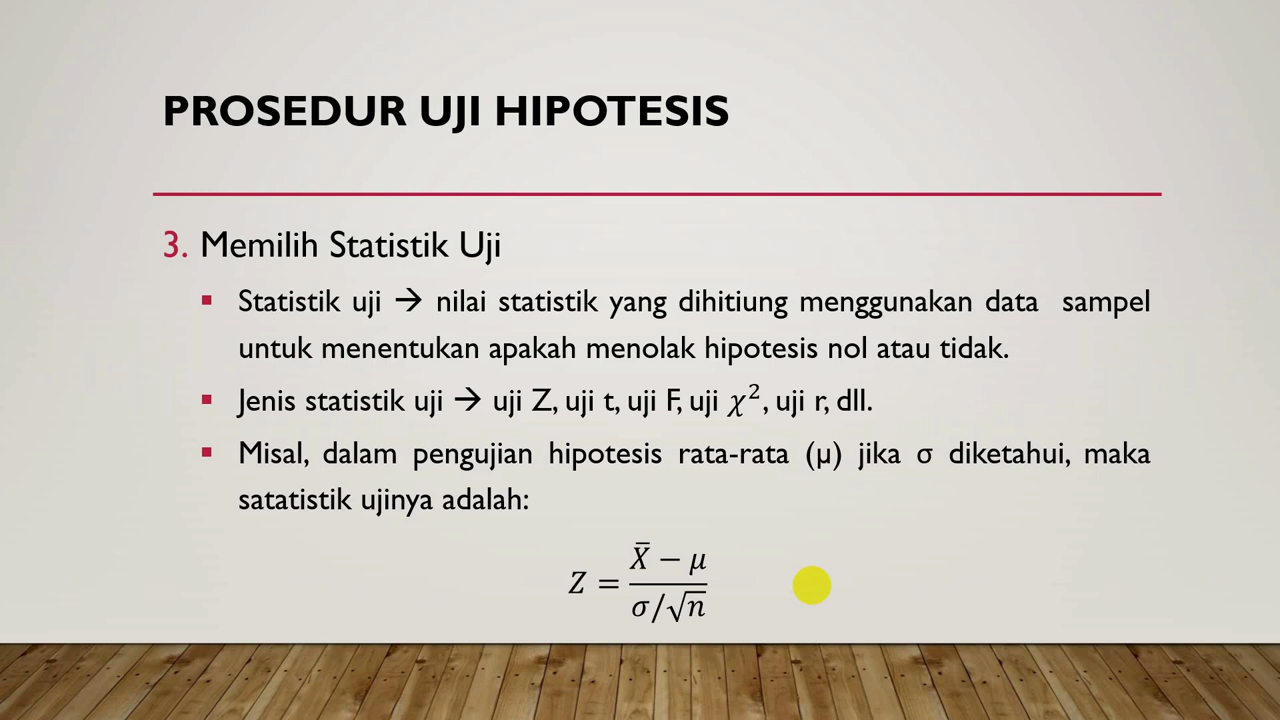 PROSEDUR UJI HIPOTESIS
3. Memilih Statistik Uji
▪ Statistik uji → nilai statistik yang dihitiung menggunakan data sampel
untuk menentukan apakah menolak hipotesis nol atau tidak.
▪ Jenis statistik uji → uji Z, uji t, uji F, uji χ², uji r, dll.
▪ Misal, dalam pengujian hipotesis rata-rata (µ) jika σ diketahui, maka
satatistik ujinya adalah:
Z = (X̄ − μ) / (σ/√n)